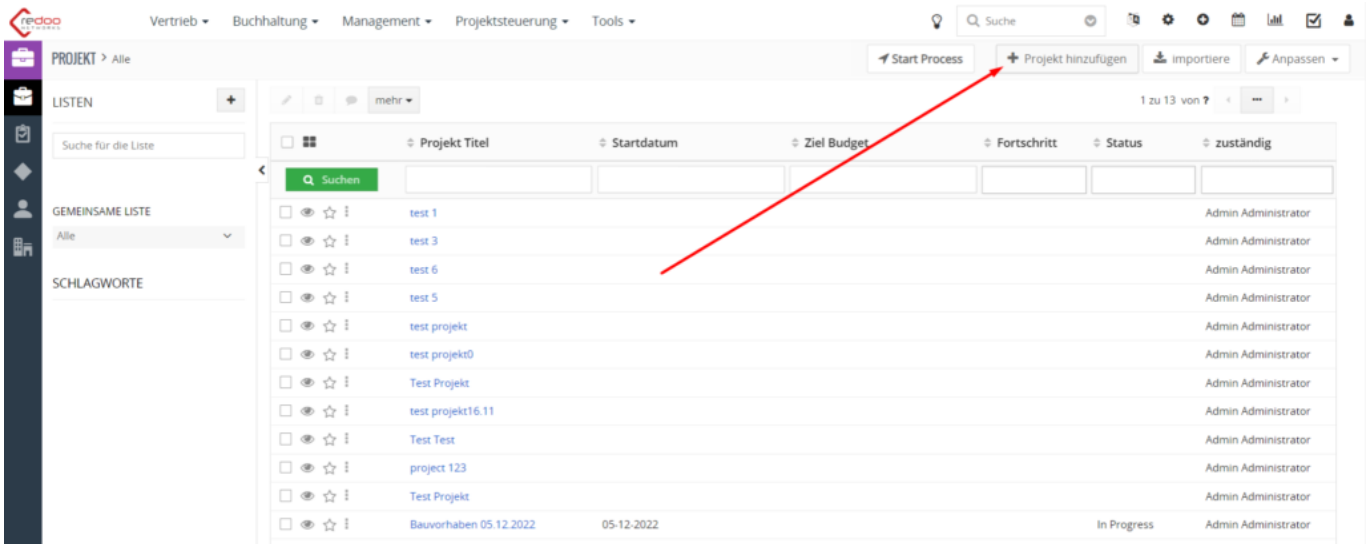 redoo
NETWORKS
Vertrieb Buchhaltung Management Projektsteuerung Tools Suche
PROJEKT > Alle Start Process + Projekt hinzufügen importiere Anpassen
LISTEN + mehr 1 zu 13 von ? ...
Suche für die Liste Projekt Titel Startdatum Ziel Budget Fortschritt Status zuständig
Suchen
GEMEINSAME LISTE
Alle
SCHLAGWORTE
test 1 Admin Administrator
test 3 Admin Administrator
test 6 Admin Administrator
test 5 Admin Administrator
test projekt Admin Administrator
test projekt0 Admin Administrator
Test Projekt Admin Administrator
test projekt16.11 Admin Administrator
Test Test Admin Administrator
project 123 Admin Administrator
Test Projekt Admin Administrator
Bauvorhaben 05.12.2022 05-12-2022 In Progress Admin Administrator